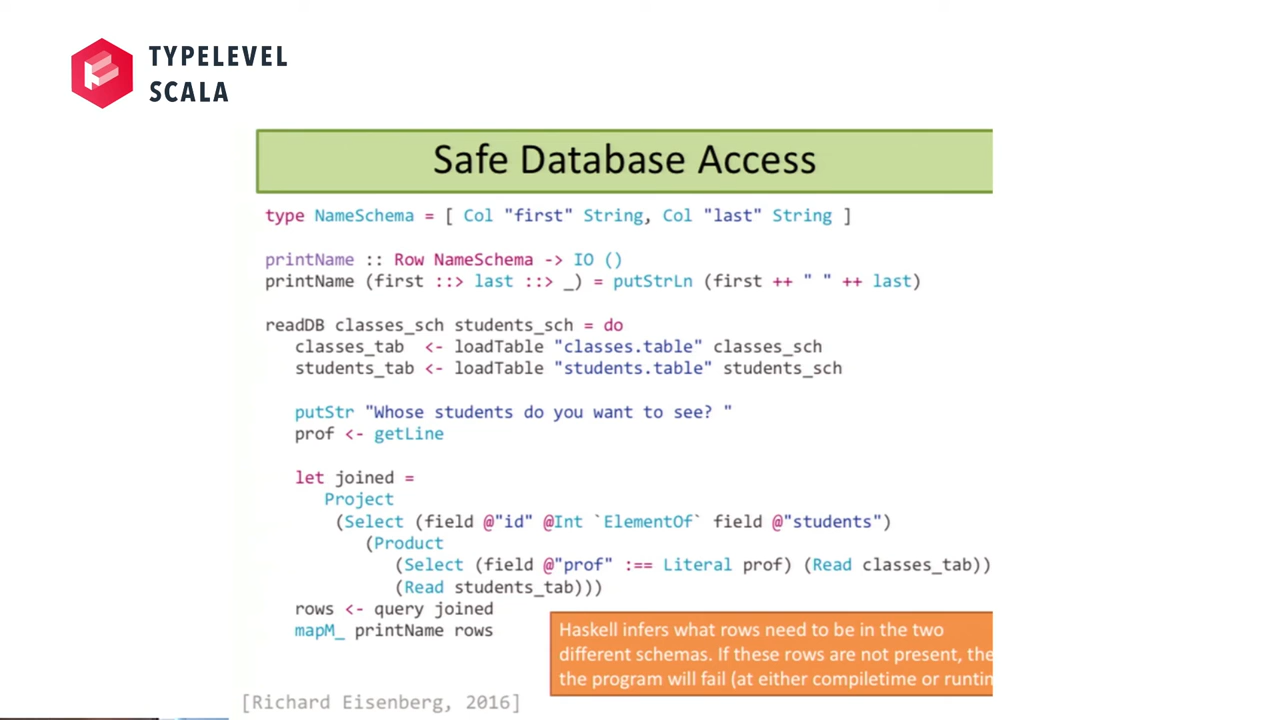 TYPELEVEL
SCALA
Safe Database Access
type NameSchema = [ Col "first" String, Col "last" String ]
printName :: Row NameSchema -> IO ()
printName (first ::> last ::> _) = putStrLn (first ++ " " ++ last)
readDB classes_sch students_sch = do
classes_tab <- loadTable "classes.table" classes_sch
students_tab <- loadTable "students.table" students_sch
putStr "Whose students do you want to see? "
prof <- getLine
let joined =
Project
(Select (field @"id" @Int `ElementOf` field @"students")
(Product
(Select (field @"prof" :== Literal prof) (Read classes_tab))
(Read students_tab)))
rows <- query joined
mapM_ printName rows
Haskell infers what rows need to be in the two
different schemas. If these rows are not present, the
the program will fail (at either compiletime or runtin
[Richard Eisenberg, 2016]